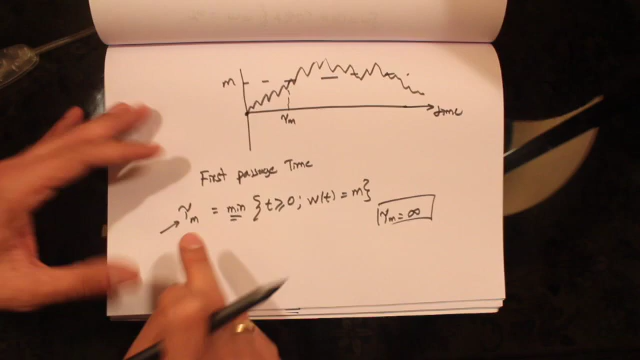 m
τm
time
First passage Time
τm = min { t ≥ 0 ; W(t) = m }
τm = ∞